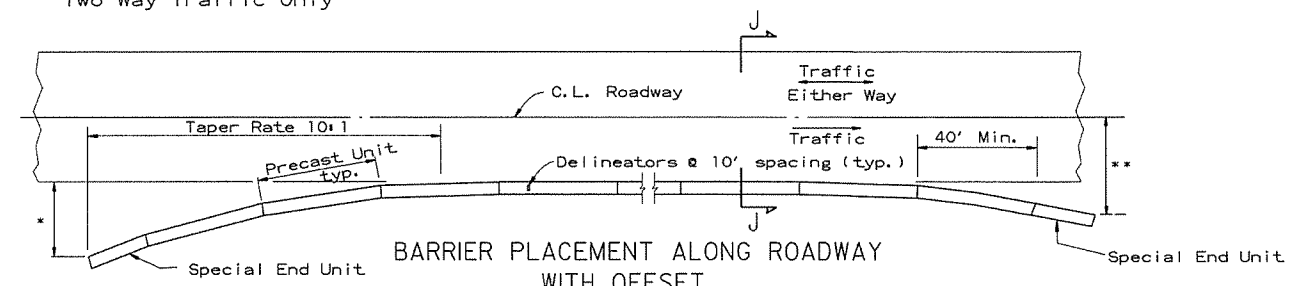 Two Way Traffic Only
J
Traffic
Either Way
C.L. Roadway
Taper Rate 10:1
Traffic
40' Min.
Precast Unit
typ.
Delineators @ 10' spacing (typ.)
*
**
J
Special End Unit
BARRIER PLACEMENT ALONG ROADWAY
WITH OFFSET
Special End Unit